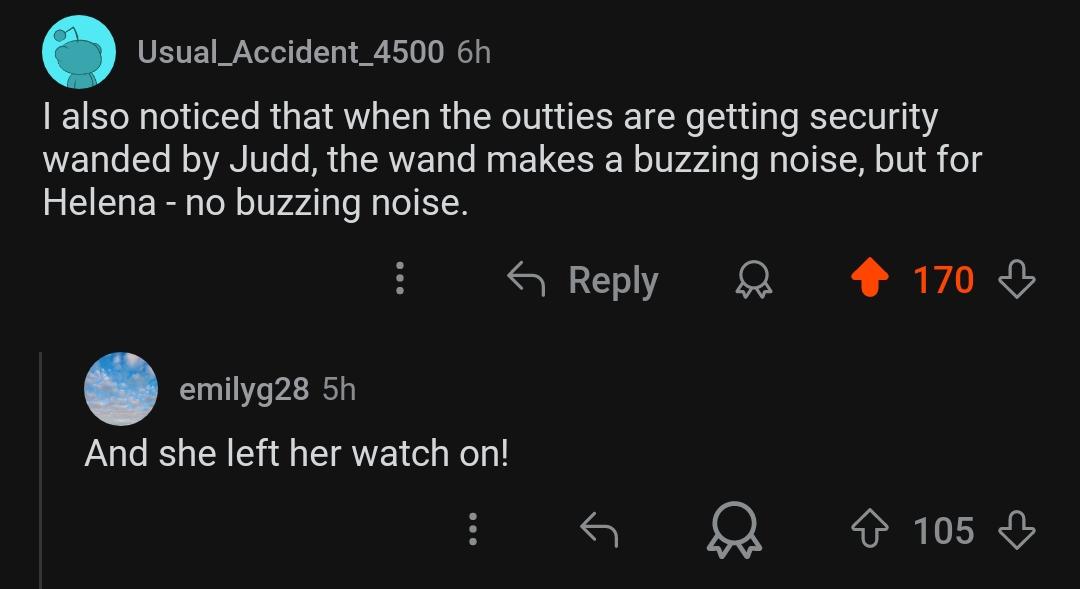 Usual_Accident_4500 6h
I also noticed that when the outties are getting security
wanded by Judd, the wand makes a buzzing noise, but for
Helena - no buzzing noise.
Reply 170
emilyg28 5h
And she left her watch on!
105